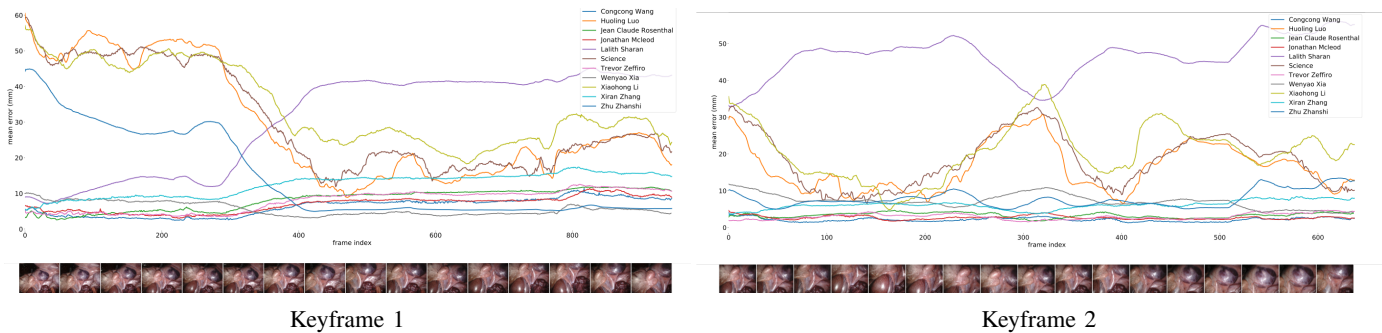 60
50
40
30
20
10
0
mean error (mm)
0
200
400
600
800
frame index
Congcong Wang
Huoling Luo
Jean Claude Rosenthal
Jonathan Mcleod
Lalith Sharan
Science
Trevor Zeffiro
Wenyao Xia
Xiaohong Li
Xiran Zhang
Zhu Zhanshi
Keyframe 1
50
40
30
20
10
0
mean error (mm)
0
100
200
300
400
500
600
frame index
Congcong Wang
Huoling Luo
Jean Claude Rosenthal
Jonathan Mcleod
Lalith Sharan
Science
Trevor Zeffiro
Wenyao Xia
Xiaohong Li
Xiran Zhang
Zhu Zhanshi
Keyframe 2